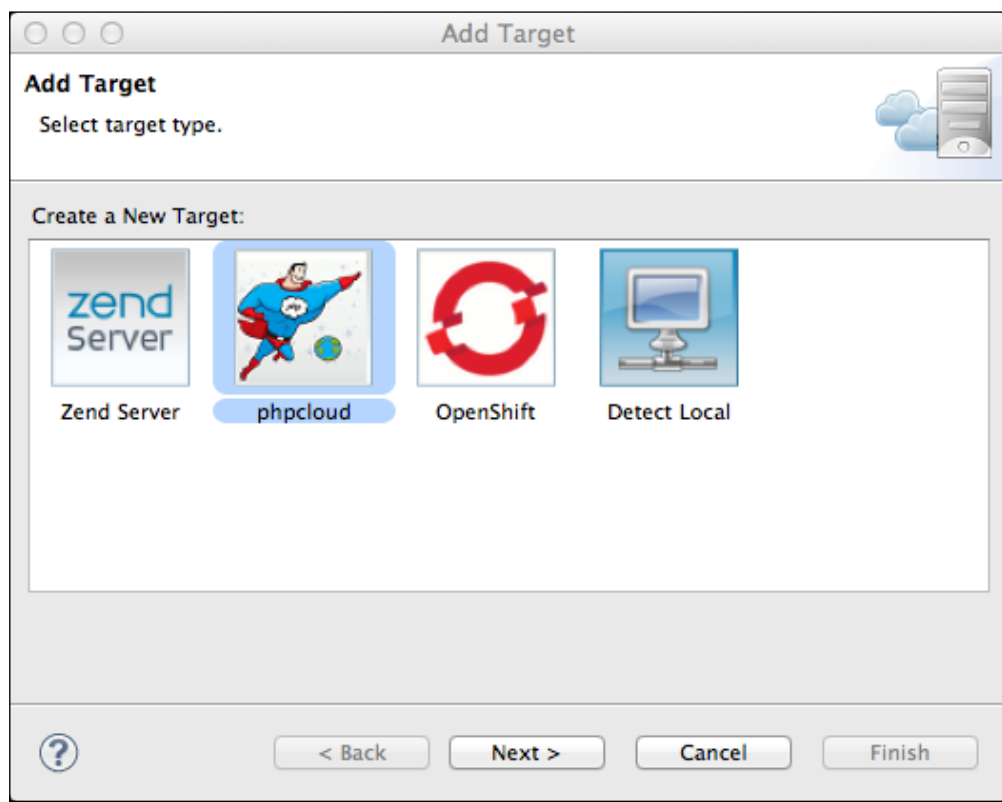 Add Target
Add Target
Select target type.
Create a New Target:
zend
Server
php
Zend Server
phpcloud
OpenShift
Detect Local
?
< Back
Next >
Cancel
Finish